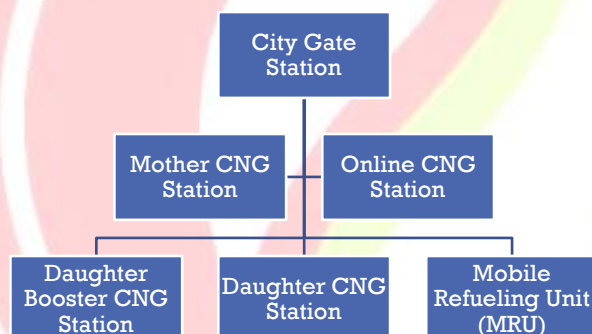 City Gate
Station
Mother CNG
Station
Online CNG
Station
Daughter
Booster CNG
Station
Daughter CNG
Station
Mobile
Refueling Unit
(MRU)